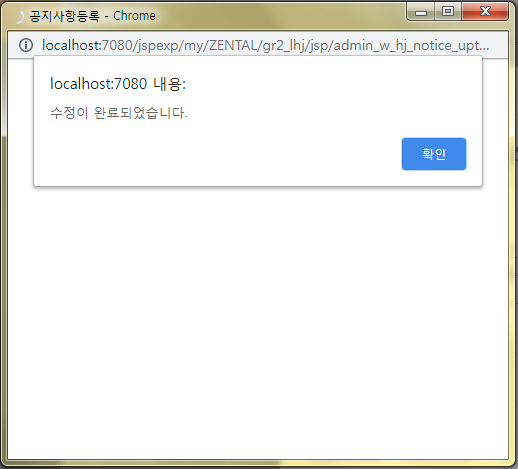 공지사항등록 - Chrome
localhost:7080/jspexp/my/ZENTAL/gr2_lhj/jsp/admin_w_hj_notice_upt...
localhost:7080 내용:
수정이 완료되었습니다.
확인